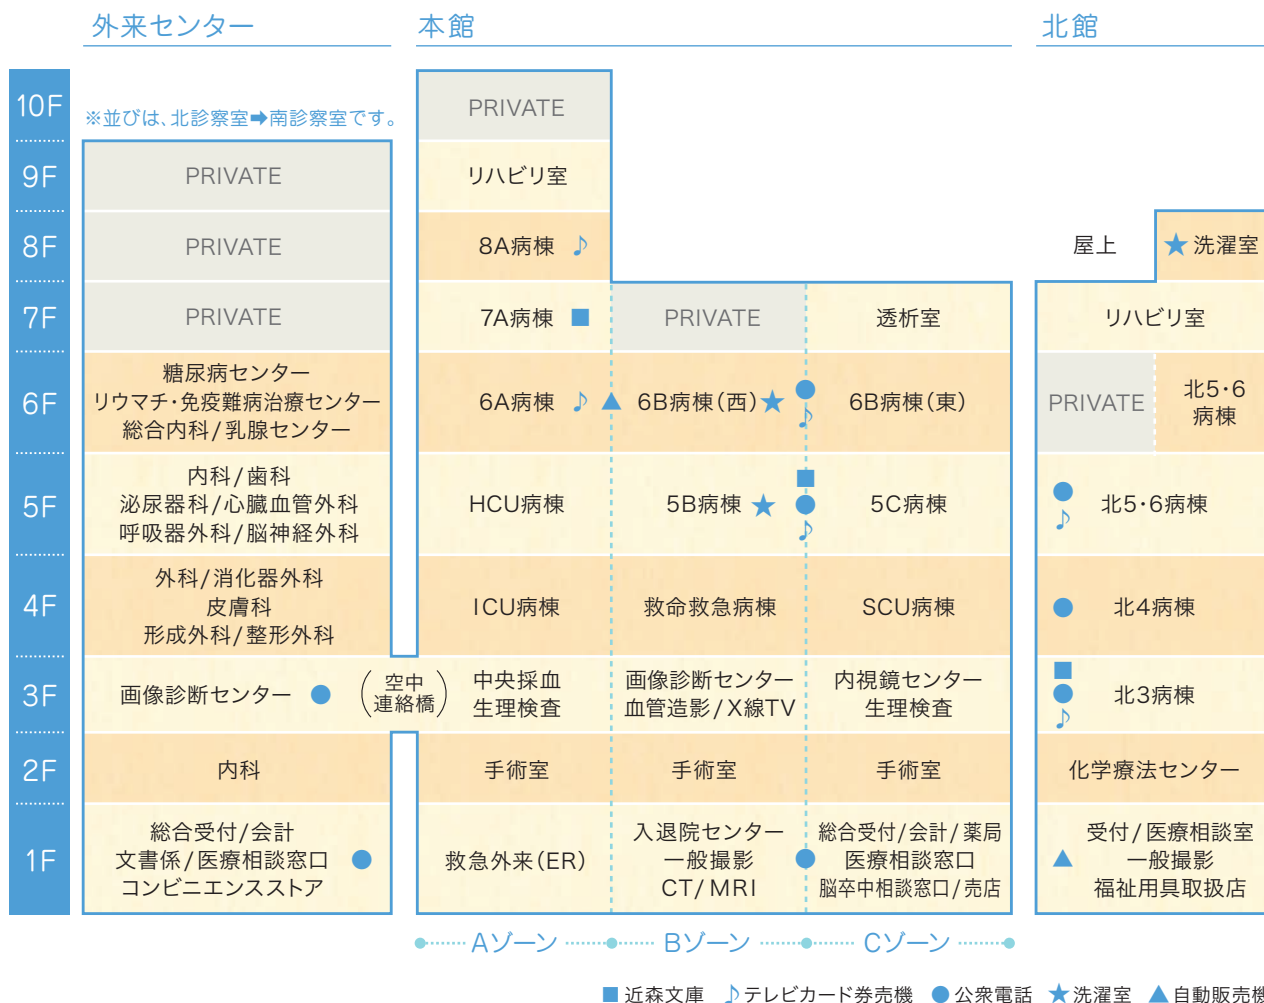 外来センター
本館
北館
※並びは、北診察室➡南診察室です。
10F
PRIVATE
9F
PRIVATE
リハビリ室
8F
PRIVATE
8A病棟 ♪
屋上
★洗濯室
7F
PRIVATE
7A病棟 ■
PRIVATE
透析室
リハビリ室
6F
糖尿病センター
リウマチ・免疫難病治療センター
総合内科/乳腺センター
6A病棟 ♪
▲
6B病棟(西)★
●
♪
6B病棟(東)
PRIVATE
北5・6
病棟
5F
内科/歯科
泌尿器科/心臓血管外科
呼吸器外科/脳神経外科
HCU病棟
5B病棟 ★
■
●
♪
5C病棟
●
♪
北5・6病棟
4F
外科/消化器外科
皮膚科
形成外科/整形外科
ICU病棟
救命救急病棟
SCU病棟
● 北4病棟
3F
画像診断センター ●
(空中
連絡橋)
中央採血
生理検査
画像診断センター
血管造影/X線TV
内視鏡センター
生理検査
■
●
♪
北3病棟
2F
内科
手術室
手術室
手術室
化学療法センター
1F
総合受付/会計
文書係/医療相談窓口 ●
コンビニエンスストア
救急外来(ER)
入退院センター
一般撮影
CT/MRI
●
総合受付/会計/薬局
医療相談窓口
脳卒中相談窓口/売店
▲
受付/医療相談室
一般撮影
福祉用具取扱店
Aゾーン
Bゾーン
Cゾーン
■近森文庫 ♪テレビカード券売機 ●公衆電話 ★洗濯室 ▲自動販売機